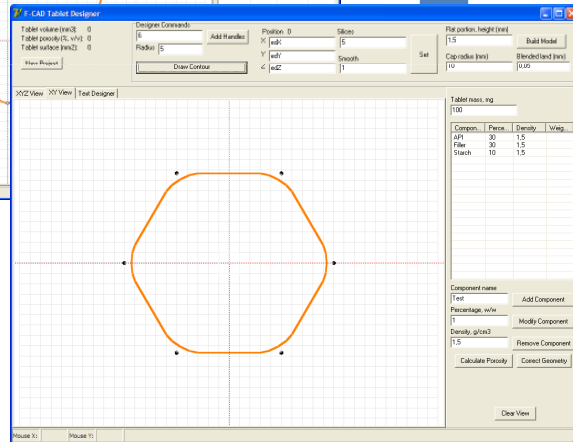 F-CAD Tablet Designer
Tablet volume (mm3): 0
Tablet porosity (%, v/v): 0
Tablet surface (mm2): 0
New Project
Designer Commands
6
Add Handles
Radius 5
Draw Contour
Position 0
X edX
Y edY
Z edZ
Slices
5
Smooth
1
Set
Flat portion, height (mm)
1,5
Build Model
Cap radius (mm)
10
Blended land (mm)
0,05
XYZ View XY View Test Designer
Tablet mass, mg
100
Compon... Perce... Density Weig...
API 30 1,5
Filler 30 1,5
Starch 10 1,5
Component name
Test
Add Component
Percentage, w/w
1
Modify Component
Density, g/cm3
1,5
Remove Component
Calculate Porosity Correct Geometry
Clear View
Mouse X: Mouse Y: